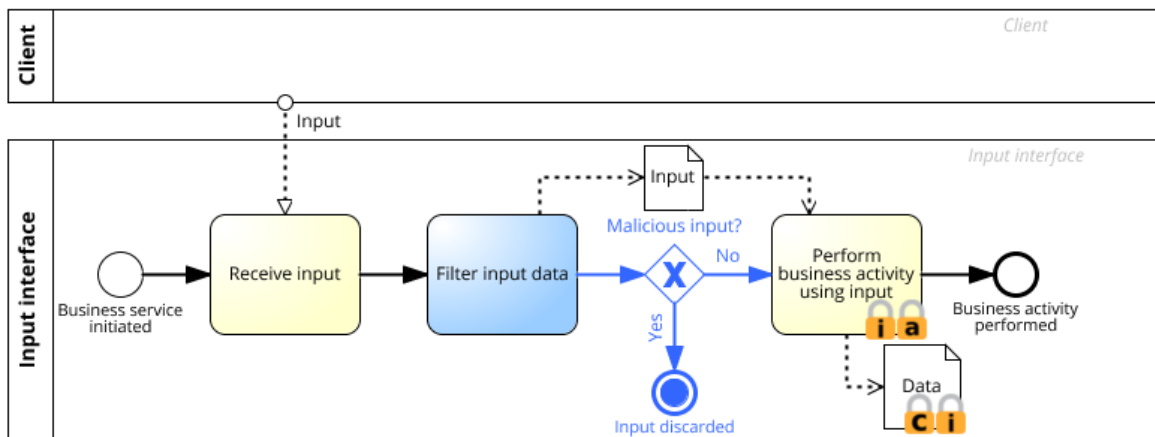 Client
Client
Input
Input interface
Input interface
Input
Malicious input?
Receive input
Filter input data
X
No
Perform
business activity
using input
i a
Business service
initiated
Business activity
performed
Yes
Data
c i
Input discarded